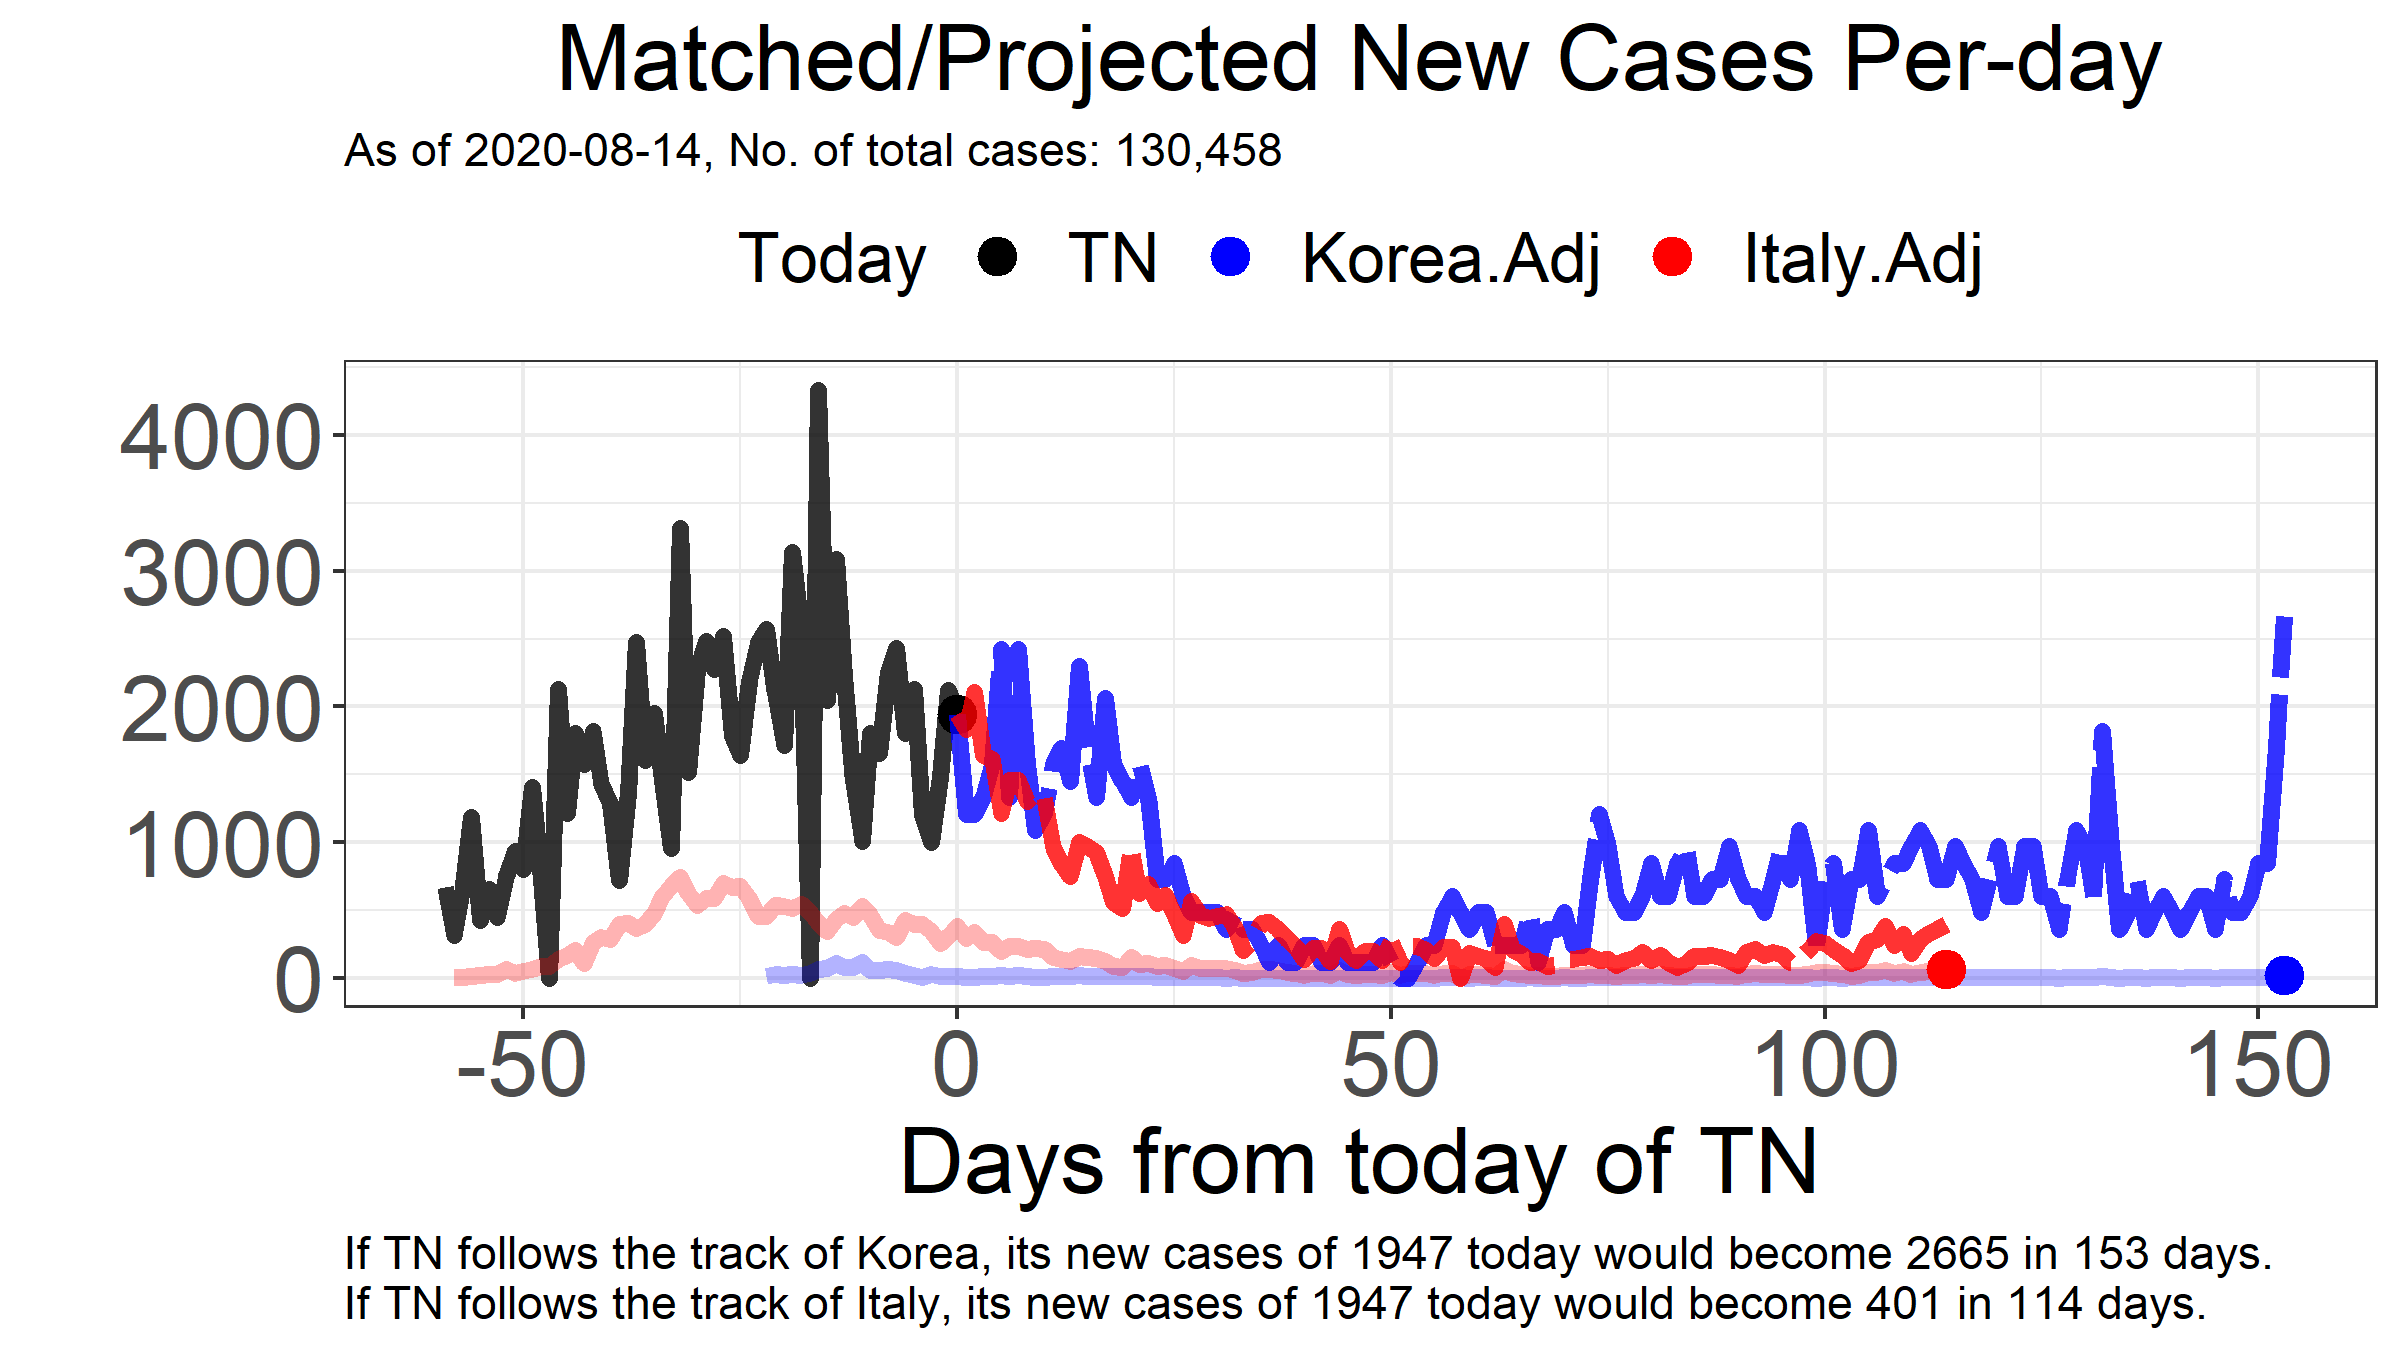 Matched/Projected New Cases Per-day
As of 2020-08-14, No. of total cases: 130,458
Today TN Korea.Adj Italy.Adj
4000
3000
2000
1000
0
-50 0 50 100 150
Days from today of TN
If TN follows the track of Korea, its new cases of 1947 today would become 2665 in 153 days.
If TN follows the track of Italy, its new cases of 1947 today would become 401 in 114 days.